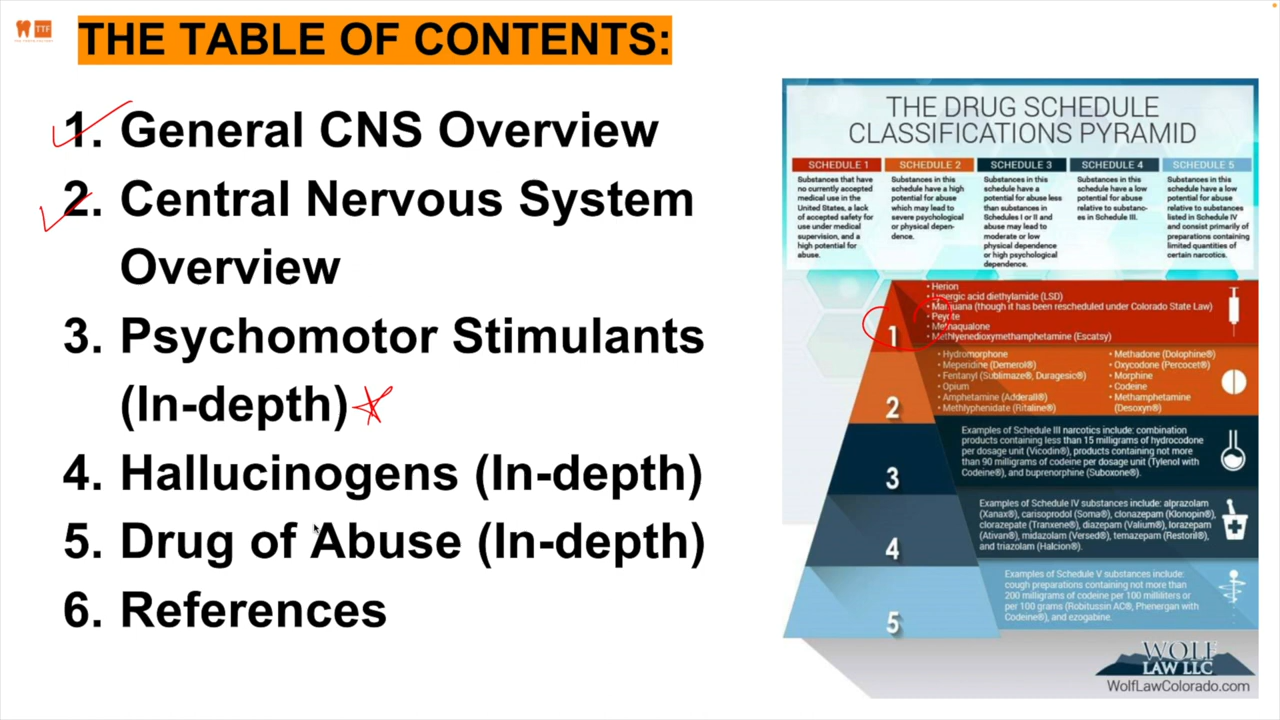 TTF
THE TABLE OF CONTENTS:
1. General CNS Overview
2. Central Nervous System
Overview
3. Psychomotor Stimulants
(In-depth)
4. Hallucinogens (In-depth)
5. Drug of Abuse (In-depth)
6. References
THE DRUG SCHEDULE
CLASSIFICATIONS PYRAMID
SCHEDULE 1
Substances that have
no currently accepted
medical use in the
United States, a lack
of accepted safety for
use under medical
supervision, and a
high potential for
abuse.
SCHEDULE 2
Substances in this
schedule have a high
potential for abuse
which may lead to
severe psychological
or physical depen-
dence.
SCHEDULE 3
Substances in this
schedule have a
potential for abuse less
than substances in
Schedules I or II and
abuse may lead to
moderate or low
physical dependence
or high psychological
dependence.
SCHEDULE 4
Substances in this
schedule have a low
potential for abuse
relative to substanc-
es in Schedule III.
SCHEDULE 5
Substances in this
schedule have a low
potential for abuse
relative to substances
listed in Schedule IV
and consist primarily of
preparations containing
limited quantities of
certain narcotics.
1
• Herion
• Lysergic acid diethylamide (LSD)
• Marijuana (though it has been rescheduled under Colorado State Law)
• Peyote
• Methaqualone
• Methlyenedioxymethamphetamine (Escatsy)
2
• Hydromorphone
• Meperidine (Demerol®)
• Fentanyl (Sublimaze®, Duragesic®)
• Opium
• Amphetamine (Adderall®)
• Methlyphenidate (Ritaline®)
• Methadone (Dolophine®)
• Oxycodone (Percocet®)
• Morphine
• Codeine
• Methamphetamine
(Desoxyn®)
3
Examples of Schedule III narcotics include: combination
products containing less than 15 milligrams of hydrocodone
per dosage unit (Vicodin®), products containing not more
than 90 milligrams of codeine per dosage unit (Tylenol with
Codeine®), and buprenorphine (Suboxone®).
4
Examples of Schedule IV substances include: alprazolam
(Xanax®), carisoprodol (Soma®), clonazepam (Klonopin®),
clorazepate (Tranxene®), diazepam (Valium®), lorazepam
(Ativan®), midazolam (Versed®), temazepam (Restoril®),
and triazolam (Halcion®).
5
Examples of Schedule V substances include:
cough preparations containing not more than
200 milligrams of codeine per 100 milliliters or
per 100 grams (Robitussin AC®, Phenergan with
Codeine®), and ezogabine.
WOLF
LAW LLC
WolfLawColorado.com